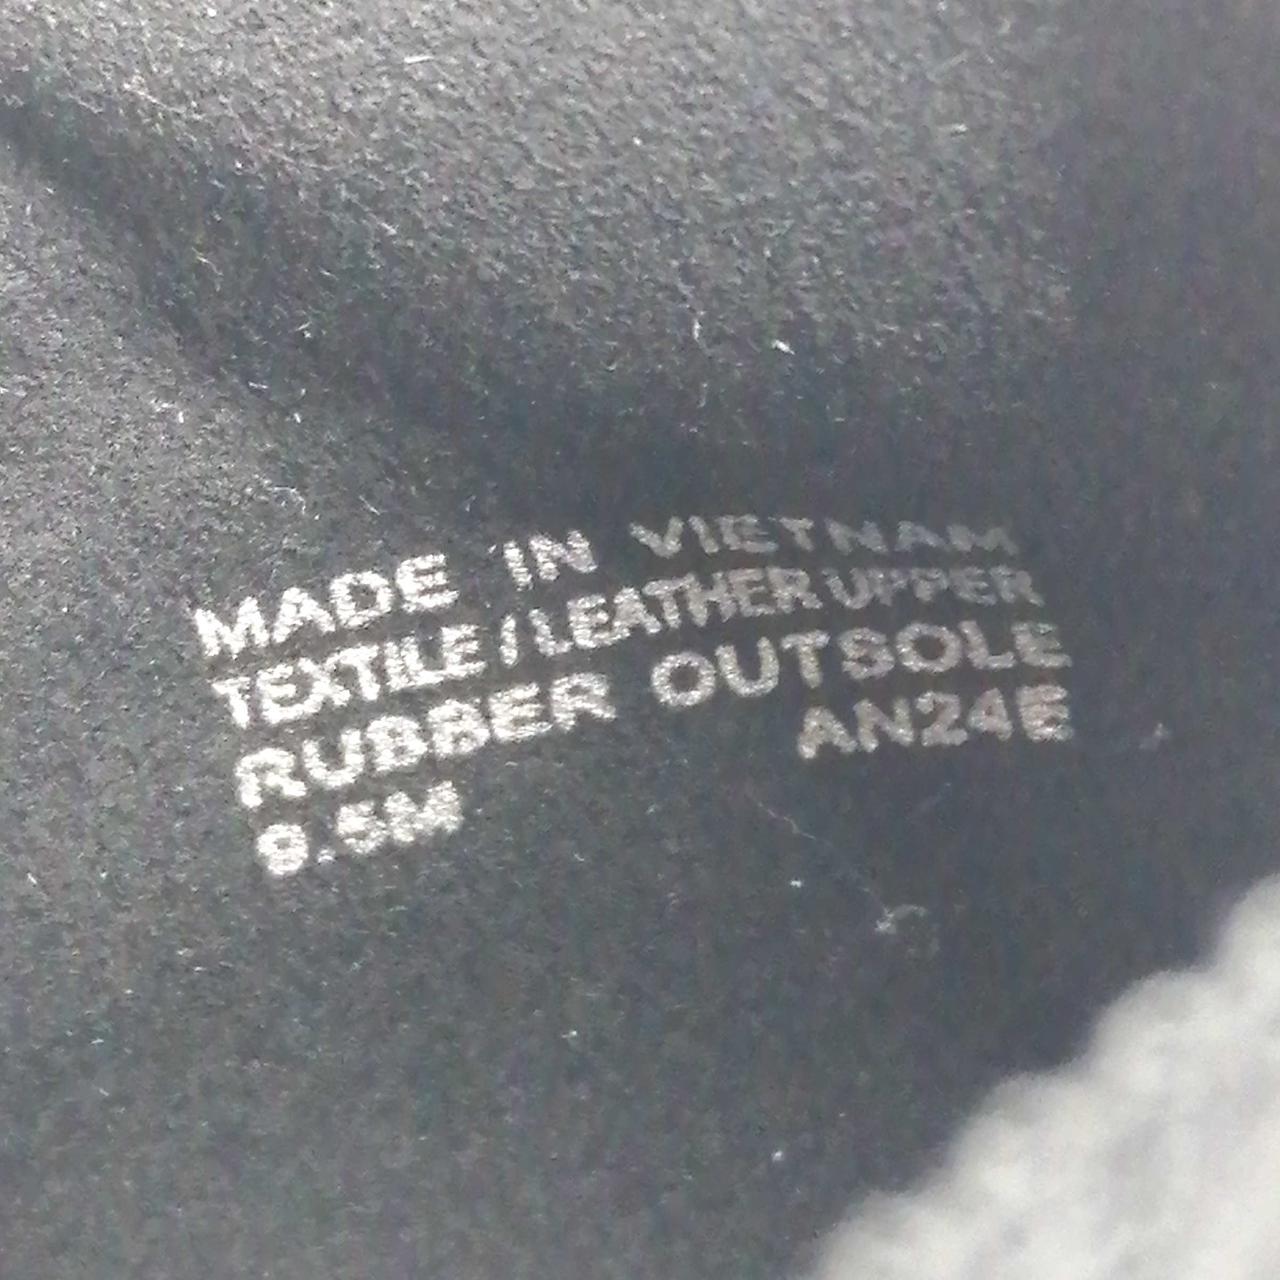 MADE IN VIETNAM
TEXTILE / LEATHER UPPER
RUBBER OUTSOLE
AN24E
9.5M